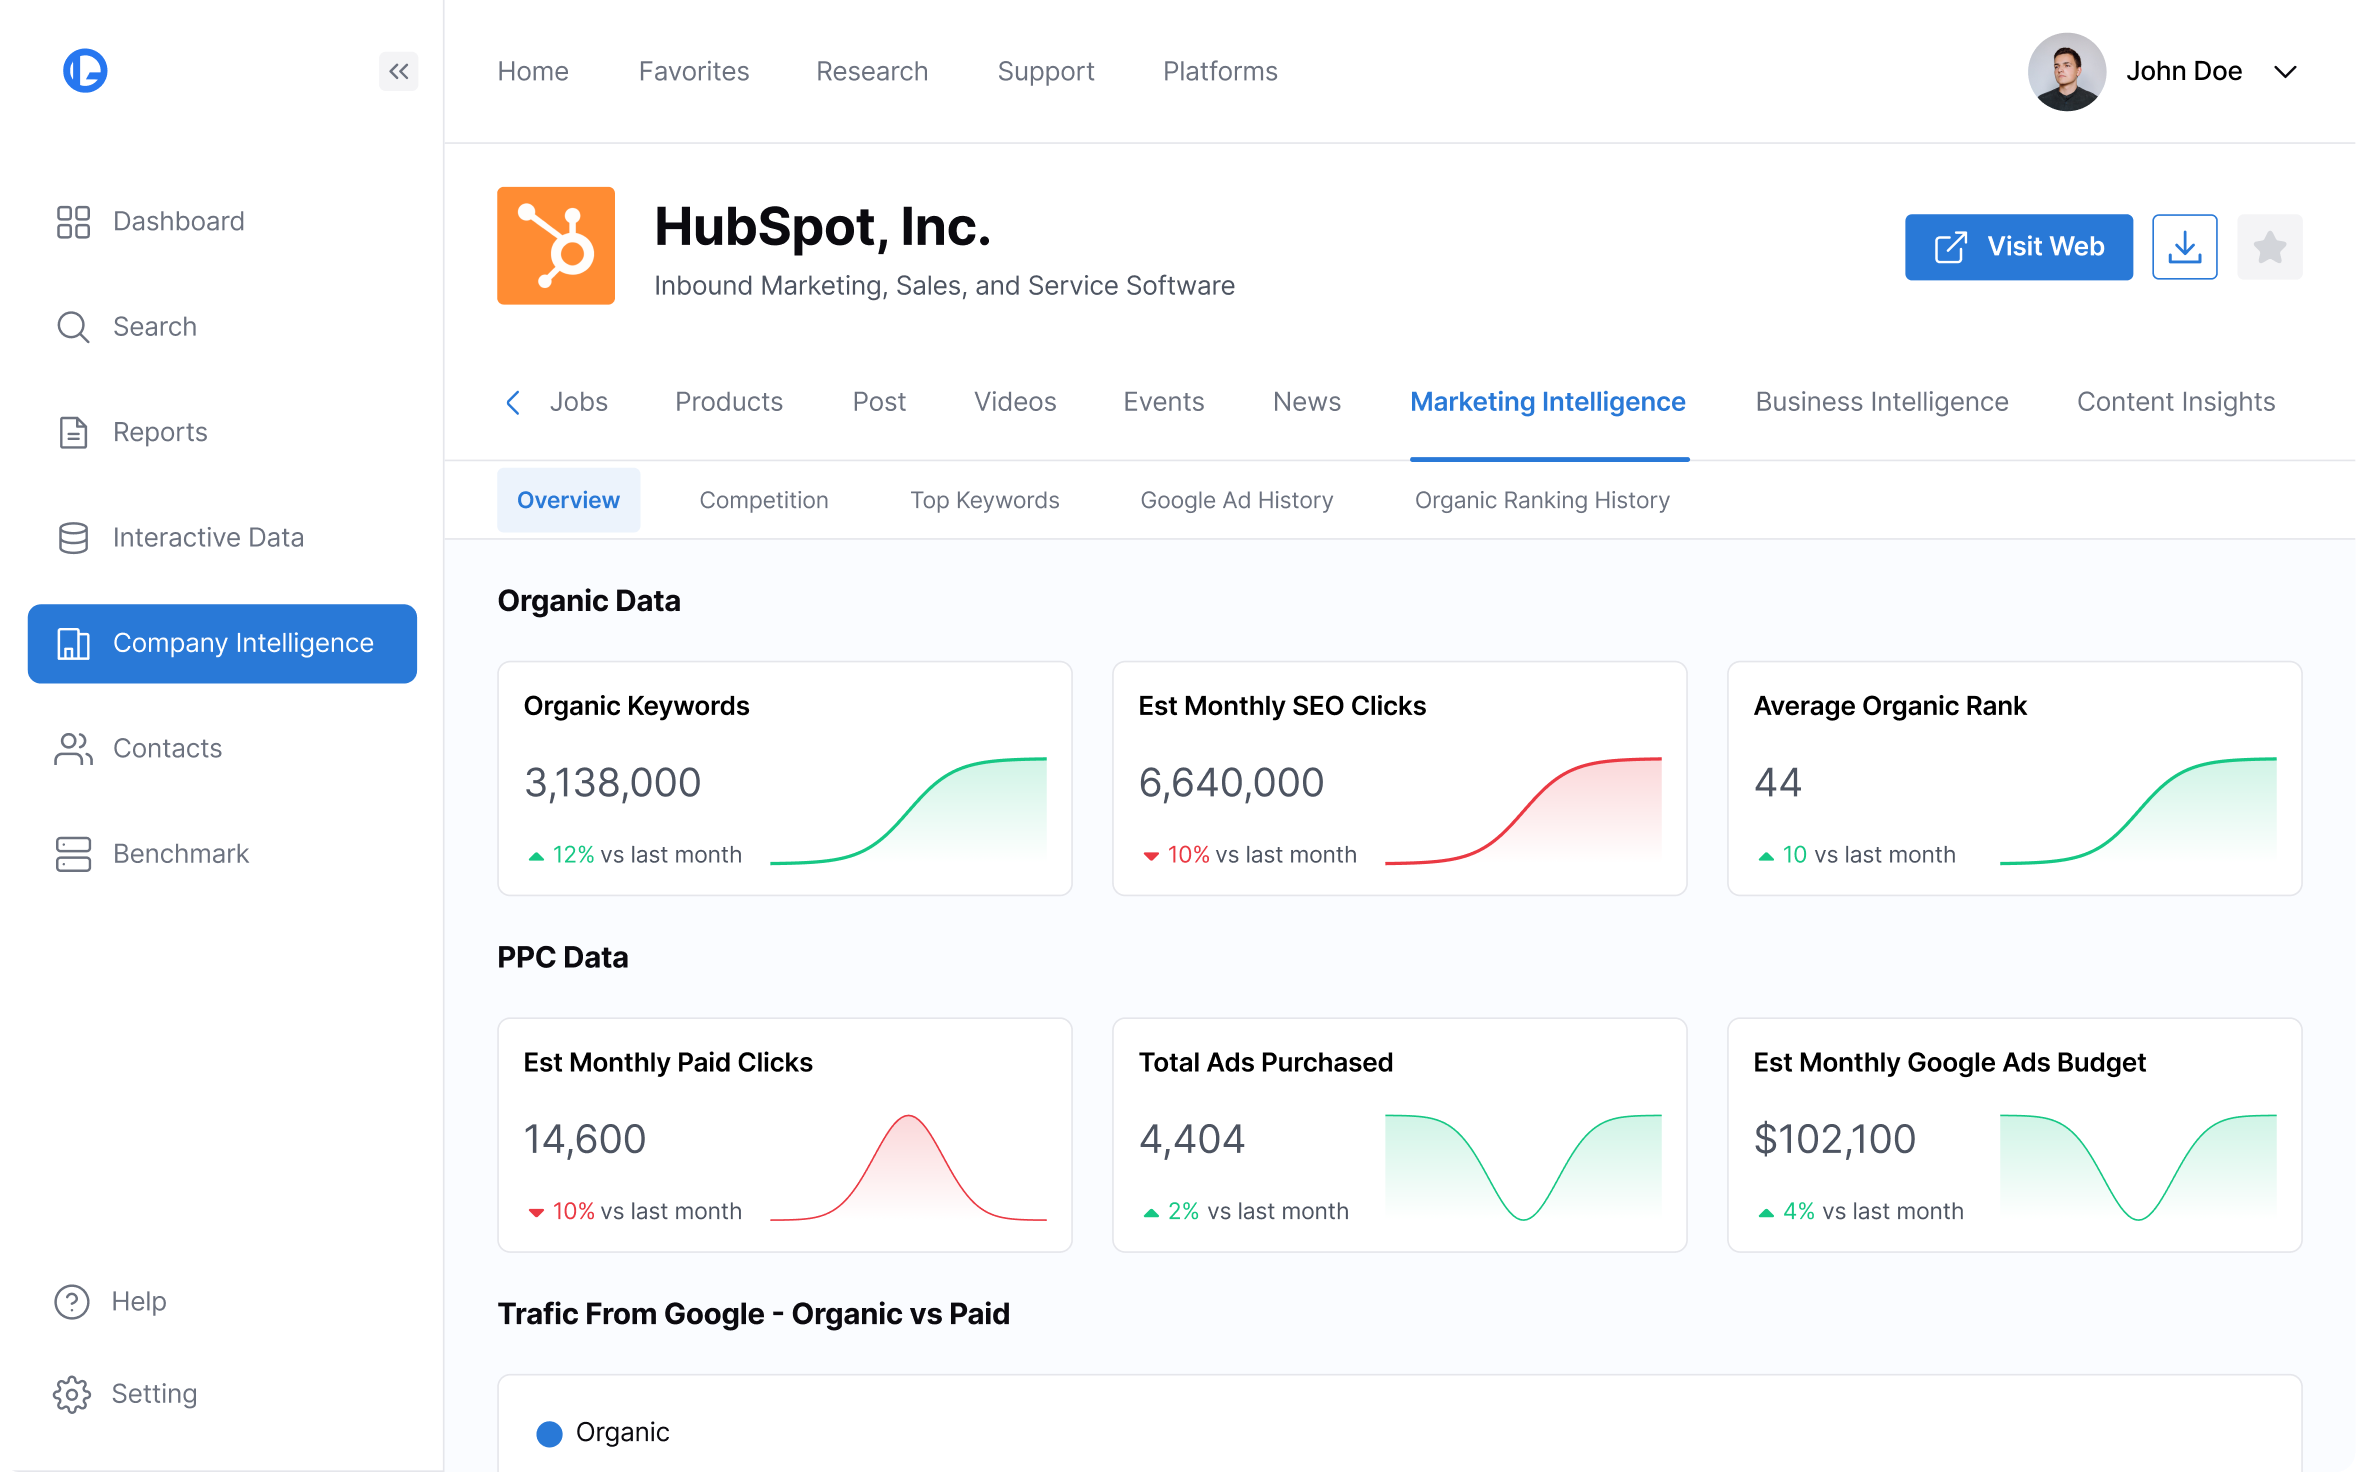 Home Favorites Research Support Platforms
John Doe
Dashboard
Search
Reports
Interactive Data
Company Intelligence
Contacts
Benchmark
Help
Setting
HubSpot, Inc.
Inbound Marketing, Sales, and Service Software
Visit Web
Jobs Products Post Videos Events News Marketing Intelligence Business Intelligence Content Insights
Overview Competition Top Keywords Google Ad History Organic Ranking History
Organic Data
Organic Keywords
3,138,000
12% vs last month
Est Monthly SEO Clicks
6,640,000
10% vs last month
Average Organic Rank
44
10 vs last month
PPC Data
Est Monthly Paid Clicks
14,600
10% vs last month
Total Ads Purchased
4,404
2% vs last month
Est Monthly Google Ads Budget
$102,100
4% vs last month
Trafic From Google - Organic vs Paid
Organic